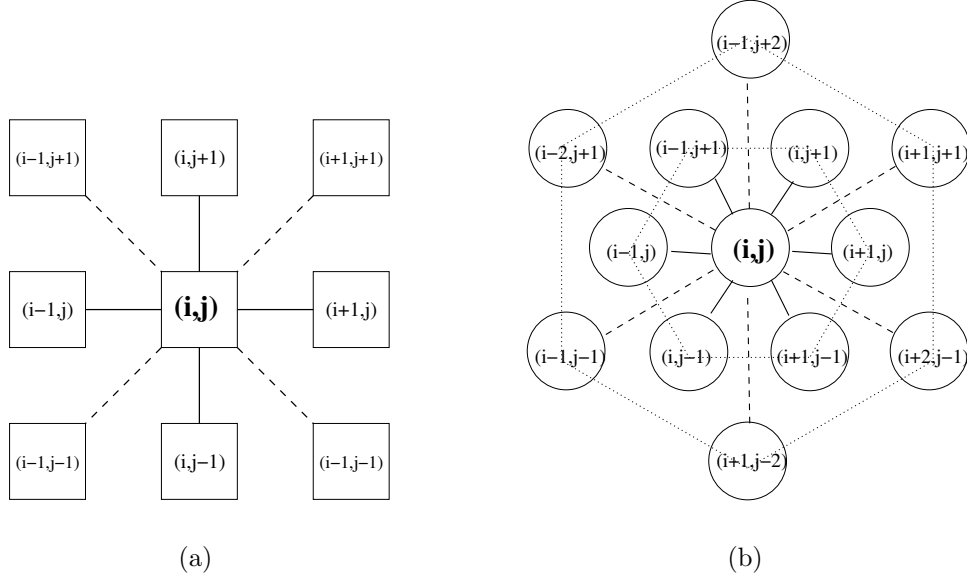 (i−1,j+1)
(i,j+1)
(i+1,j+1)
(i−1,j)
(i,j)
(i+1,j)
(i−1,j−1)
(i,j−1)
(i−1,j−1)
(a)
(i−1,j+2)
(i−2,j+1)
(i−1,j+1)
(i,j+1)
(i+1,j+1)
(i−1,j)
(i,j)
(i+1,j)
(i−1,j−1)
(i,j−1)
(i+1,j−1)
(i+2,j−1)
(i+1,j−2)
(b)